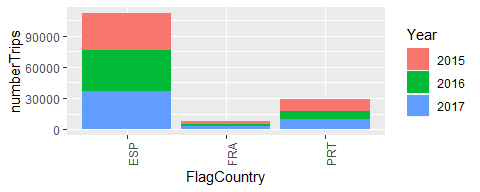 numberTrips
90000
60000
30000
0
ESP
FRA
PRT
FlagCountry
Year
2015
2016
2017